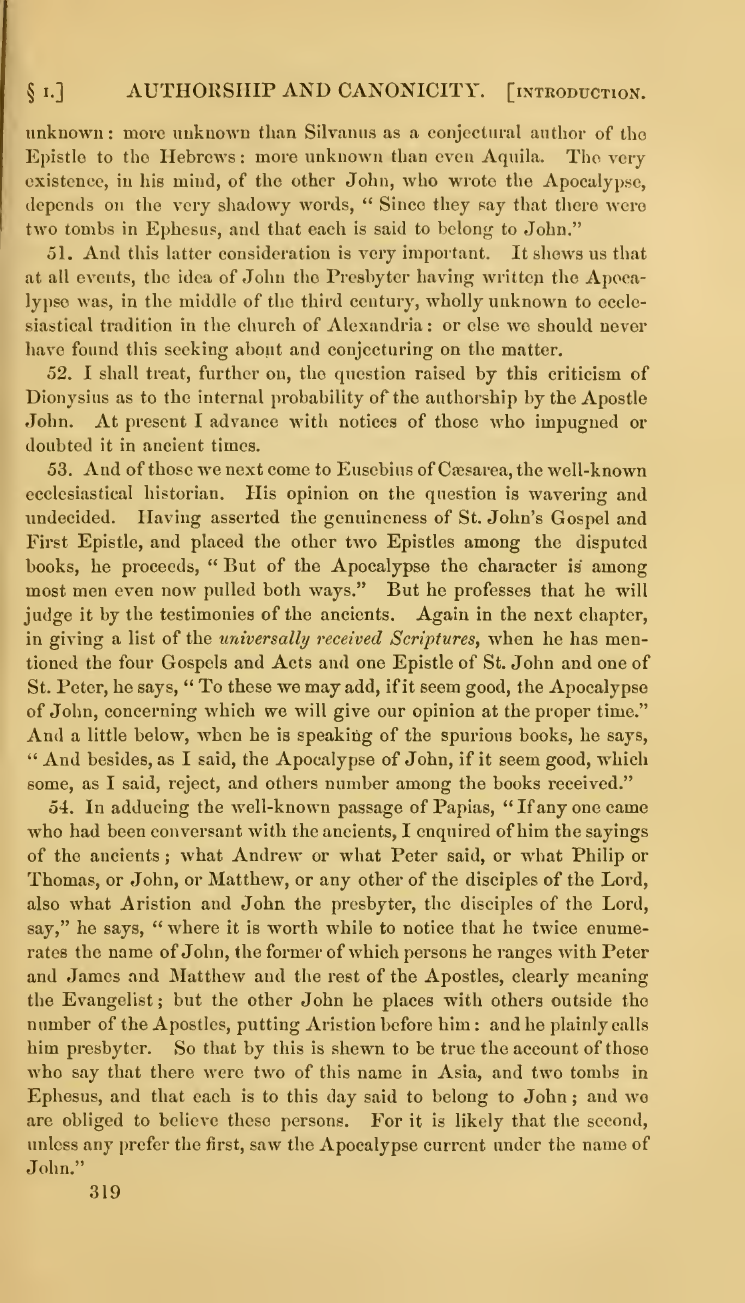 § I.] AUTHORSHIP AND CANONICITY. [INTRODUCTION.
unknown : more unknown than Silvanus as a conjectural author of the
Epistle to the Hebrews : more unknown than even Aquila. The very
existence, in his mind, of the other John, who wrote the Apocalypse,
depends on the very shadowy words, “ Since they say that there were
two tombs in Ephesus, and that each is said to belong to John.”
51. And this latter consideration is very important. It shews us that
at all events, the idea of John the Presbyter having written the Apoca-
lypse was, in the middle of the third century, wholly unknown to eccle-
siastical tradition in the church of Alexandria : or else we should never
have found this seeking about and conjecturing on the matter.
52. I shall treat, further on, the question raised by this criticism of
Dionysius as to the internal probability of the authorship by the Apostle
John. At present I advance with notices of those who impugned or
doubted it in ancient times.
53. And of those we next come to Eusebius of Cæsarea, the well-known
ecclesiastical historian. His opinion on the question is wavering and
undecided. Having asserted the genuineness of St. John’s Gospel and
First Epistle, and placed the other two Epistles among the disputed
books, he proceeds, “ But of the Apocalypse the character is among
most men even now pulled both ways.” But he professes that he will
judge it by the testimonies of the ancients. Again in the next chapter,
in giving a list of the universally received Scriptures, when he has men-
tioned the four Gospels and Acts and one Epistle of St. John and one of
St. Peter, he says, “ To these we may add, if it seem good, the Apocalypse
of John, concerning which we will give our opinion at the proper time.”
And a little below, when he is speaking of the spurious books, he says,
“ And besides, as I said, the Apocalypse of John, if it seem good, which
some, as I said, reject, and others number among the books received.”
54. In adducing the well-known passage of Papias, “ If any one came
who had been conversant with the ancients, I enquired of him the sayings
of the ancients ; what Andrew or what Peter said, or what Philip or
Thomas, or John, or Matthew, or any other of the disciples of the Lord,
also what Aristion and John the presbyter, the disciples of the Lord,
say,” he says, “ where it is worth while to notice that he twice enume-
rates the name of John, the former of which persons he ranges with Peter
and James and Matthew and the rest of the Apostles, clearly meaning
the Evangelist ; but the other John he places with others outside the
number of the Apostles, putting Aristion before him : and he plainly calls
him presbyter. So that by this is shewn to be true the account of those
who say that there were two of this name in Asia, and two tombs in
Ephesus, and that each is to this day said to belong to John ; and we
are obliged to believe these persons. For it is likely that the second,
unless any prefer the first, saw the Apocalypse current under the name of
John.”
319